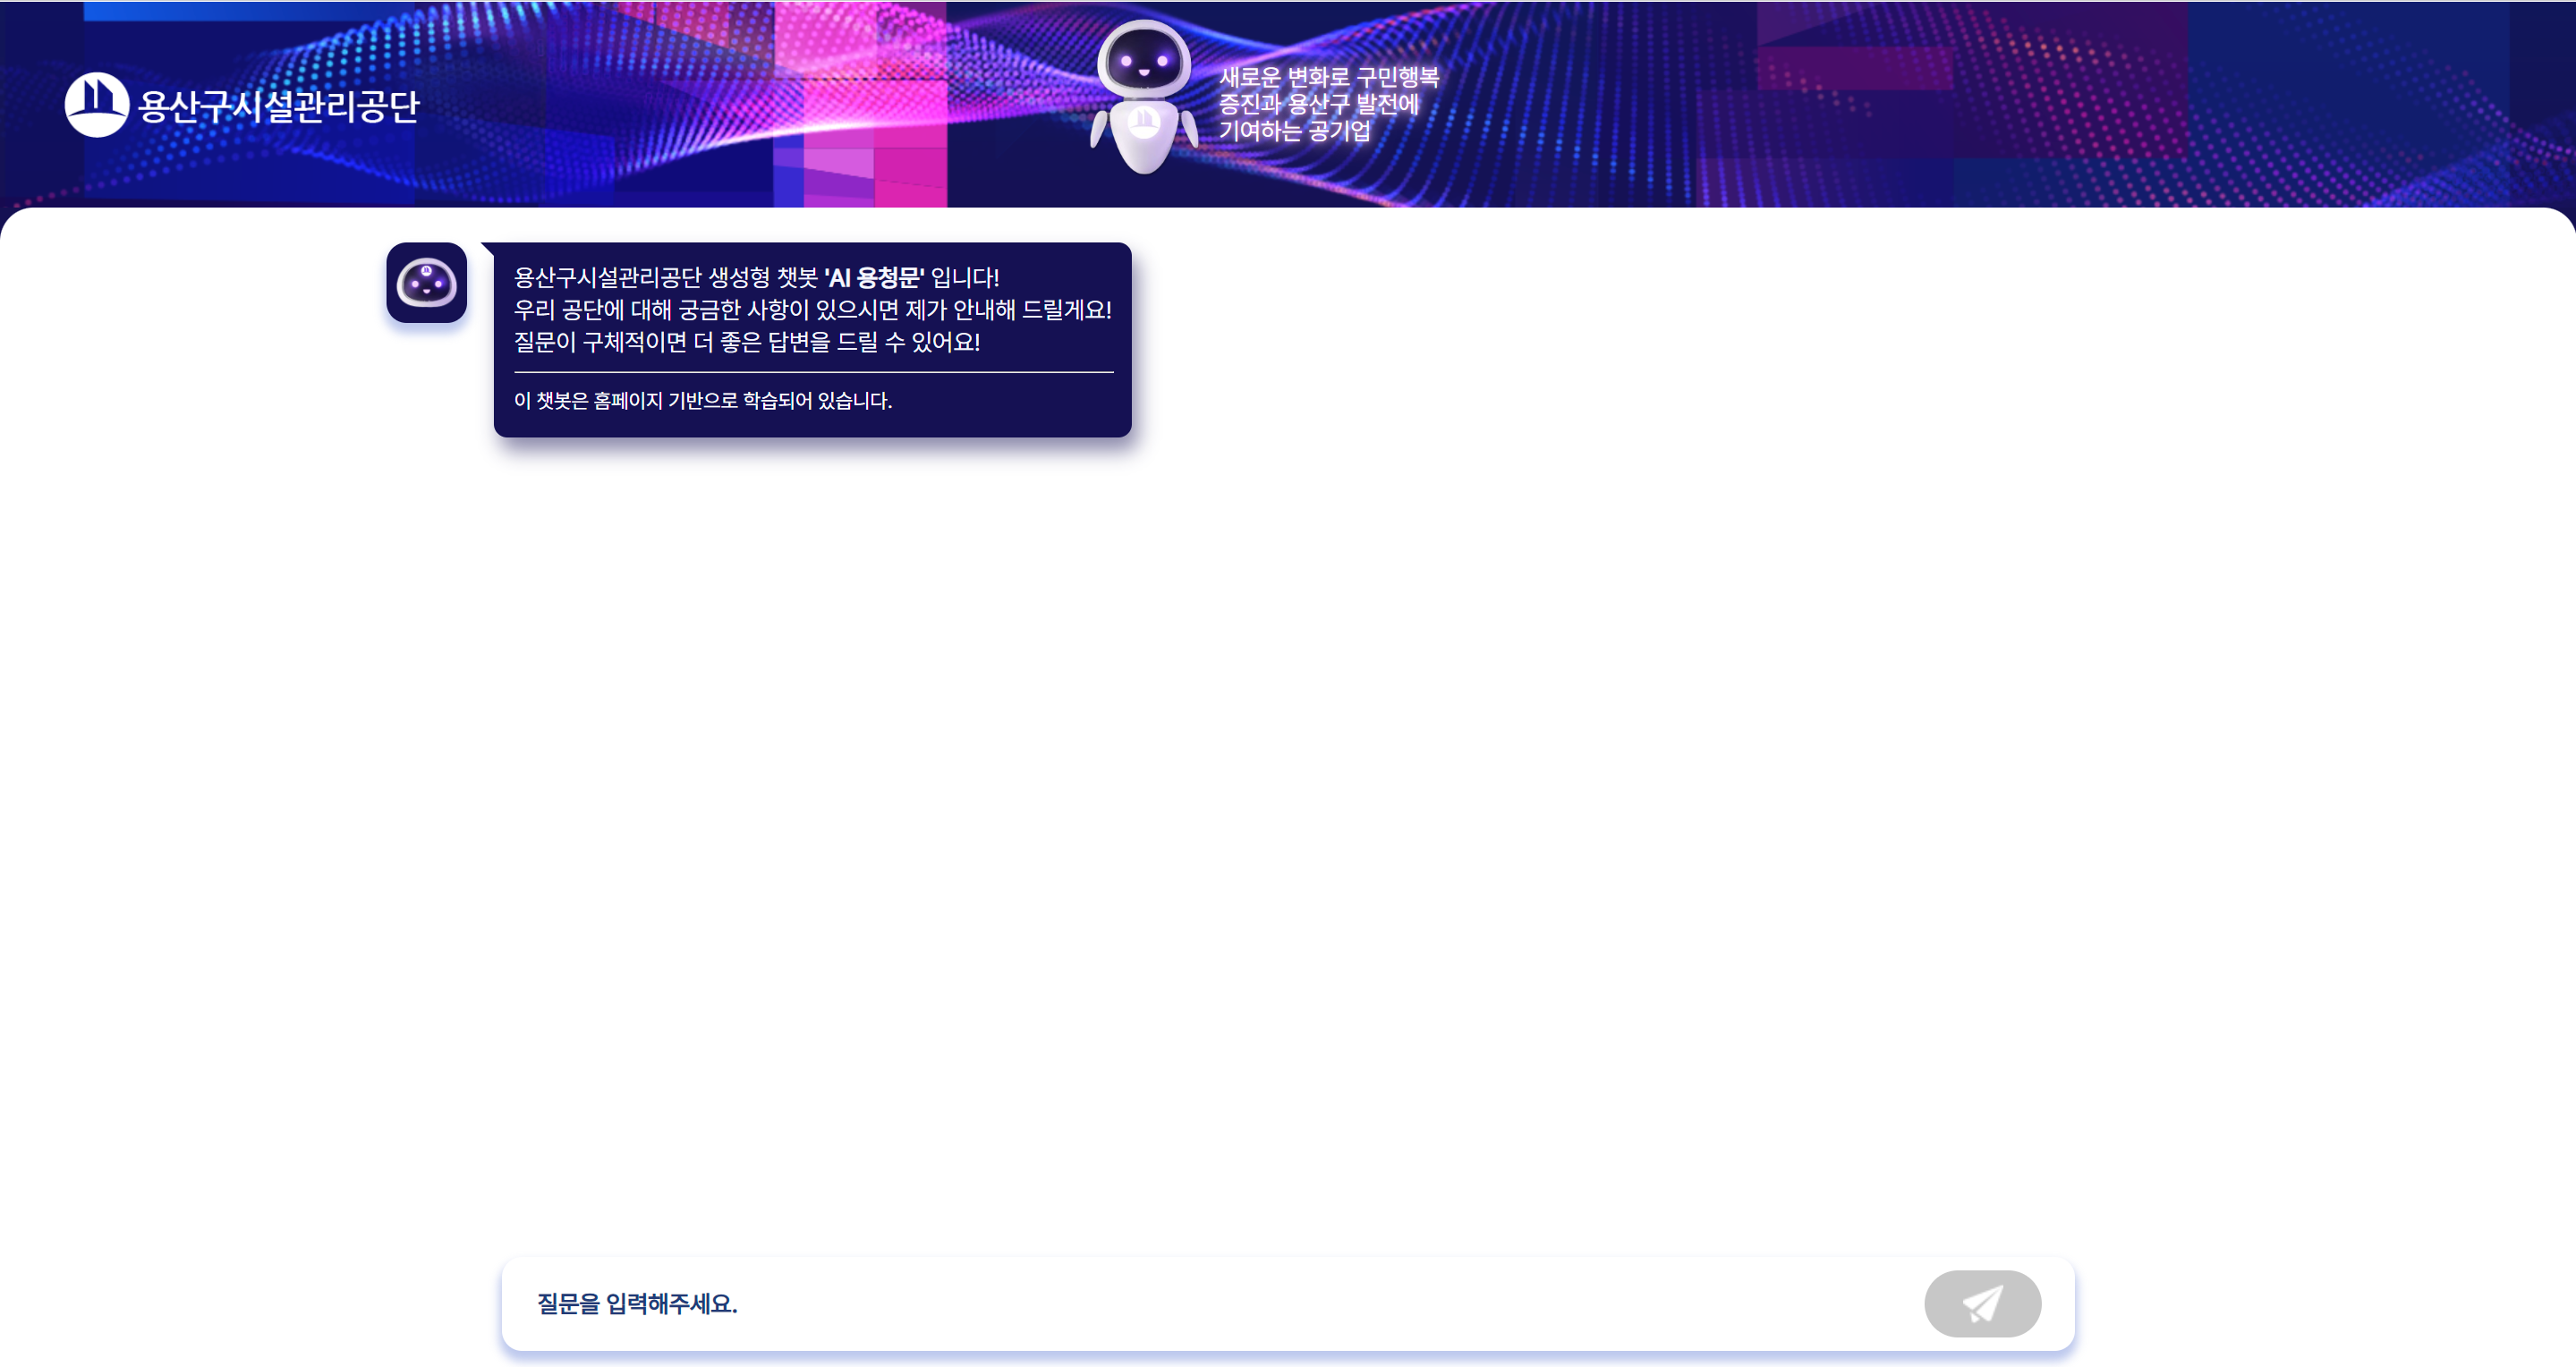 용산구시설관리공단
새로운 변화로 구민행복
증진과 용산구 발전에
기여하는 공기업
용산구시설관리공단 생성형 챗봇 'AI 용청문' 입니다!
우리 공단에 대해 궁금한 사항이 있으시면 제가 안내해 드릴게요!
질문이 구체적이면 더 좋은 답변을 드릴 수 있어요!
이 챗봇은 홈페이지 기반으로 학습되어 있습니다.
질문을 입력해주세요.